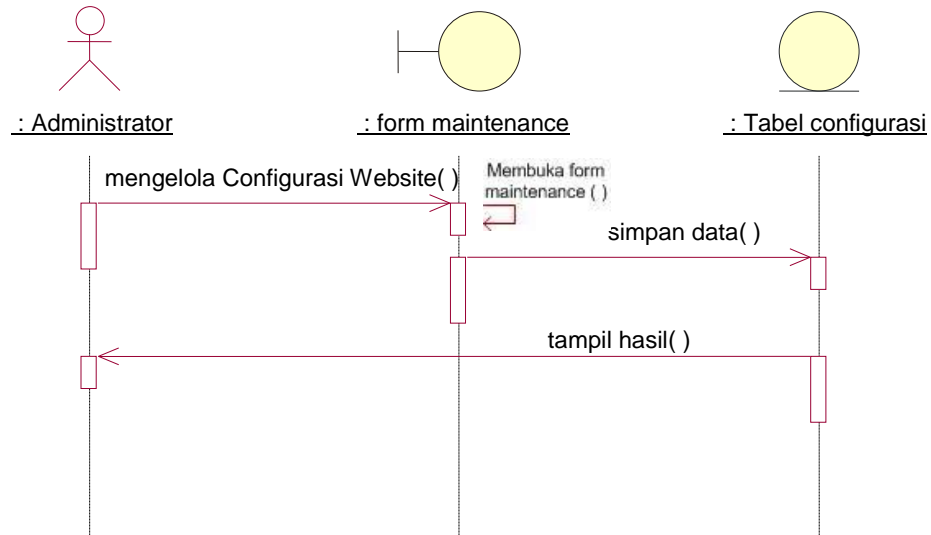 : Administrator
: form maintenance
: Tabel configurasi
mengelola Configurasi Website( )
Membuka form
maintenance ( )
simpan data( )
tampil hasil( )